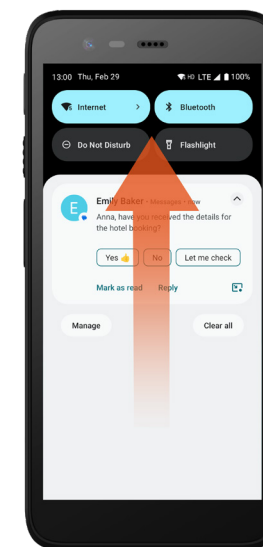 13:00 Thu, Feb 29 HD LTE 100%
Internet > Bluetooth
Do Not Disturb Flashlight
E Emily Baker • Messages • now
Anna, have you received the details for
the hotel booking?
Yes 👍 No Let me check
Mark as read Reply
Manage Clear all